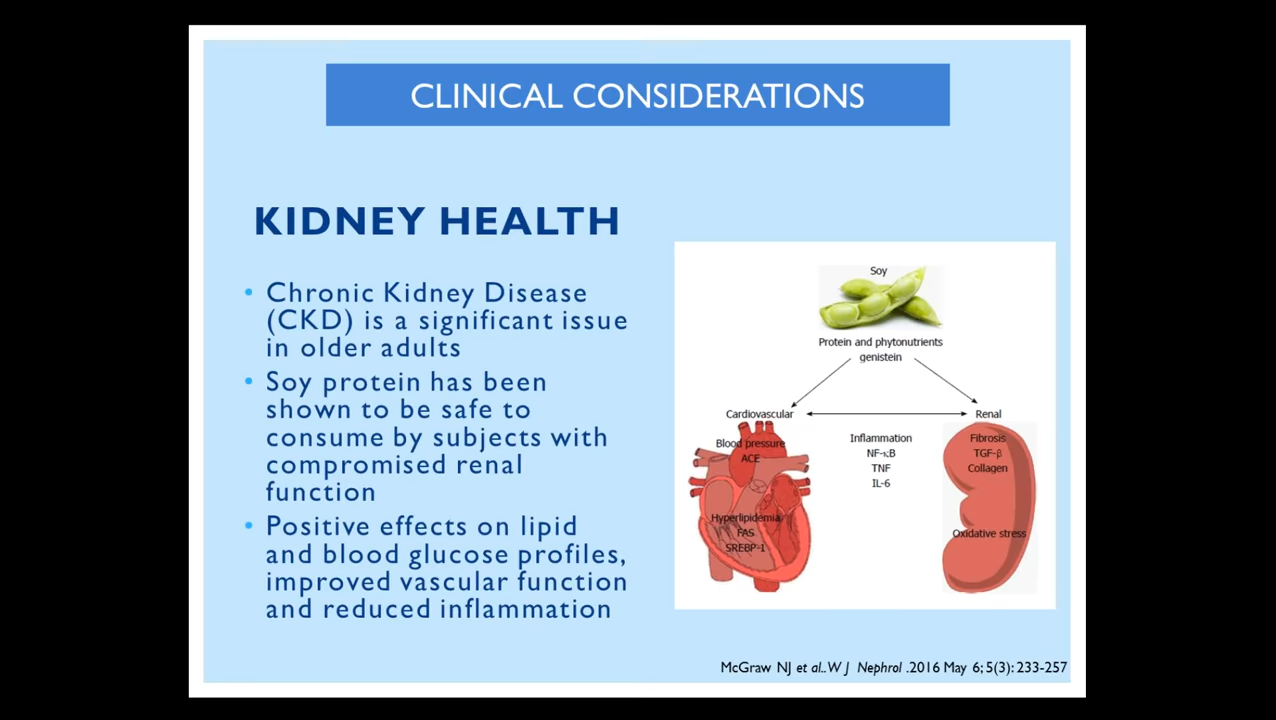 CLINICAL CONSIDERATIONS
KIDNEY HEALTH
• Chronic Kidney Disease
(CKD) is a significant issue
in older adults
• Soy protein has been
shown to be safe to
consume by subjects with
compromised renal
function
• Positive effects on lipid
and blood glucose profiles,
improved vascular function
and reduced inflammation
Soy
Protein and phytonutrients
genistein
Cardiovascular
Renal
Blood pressure
ACE
Hyperlipidemia
FAS
SREBP-1
Inflammation
NF-κB
TNF
IL-6
Fibrosis
TGF-β
Collagen
Oxidative stress
McGraw NJ et al..W J Nephrol .2016 May 6; 5(3): 233-257